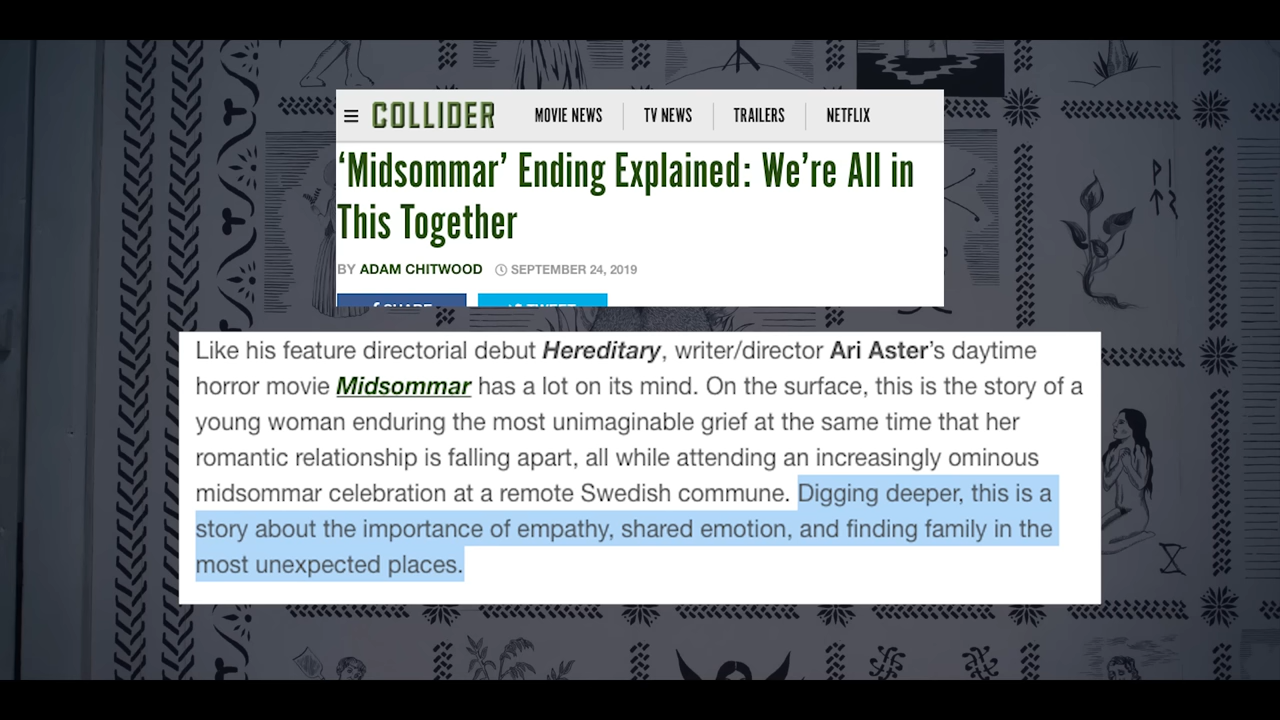 COLLIDER MOVIE NEWS TV NEWS TRAILERS NETFLIX
‘Midsommar’ Ending Explained: We’re All in
This Together
BY ADAM CHITWOOD SEPTEMBER 24, 2019
SHARE TWEET
Like his feature directorial debut Hereditary, writer/director Ari Aster’s daytime
horror movie Midsommar has a lot on its mind. On the surface, this is the story of a
young woman enduring the most unimaginable grief at the same time that her
romantic relationship is falling apart, all while attending an increasingly ominous
midsommar celebration at a remote Swedish commune. Digging deeper, this is a
story about the importance of empathy, shared emotion, and finding family in the
most unexpected places.